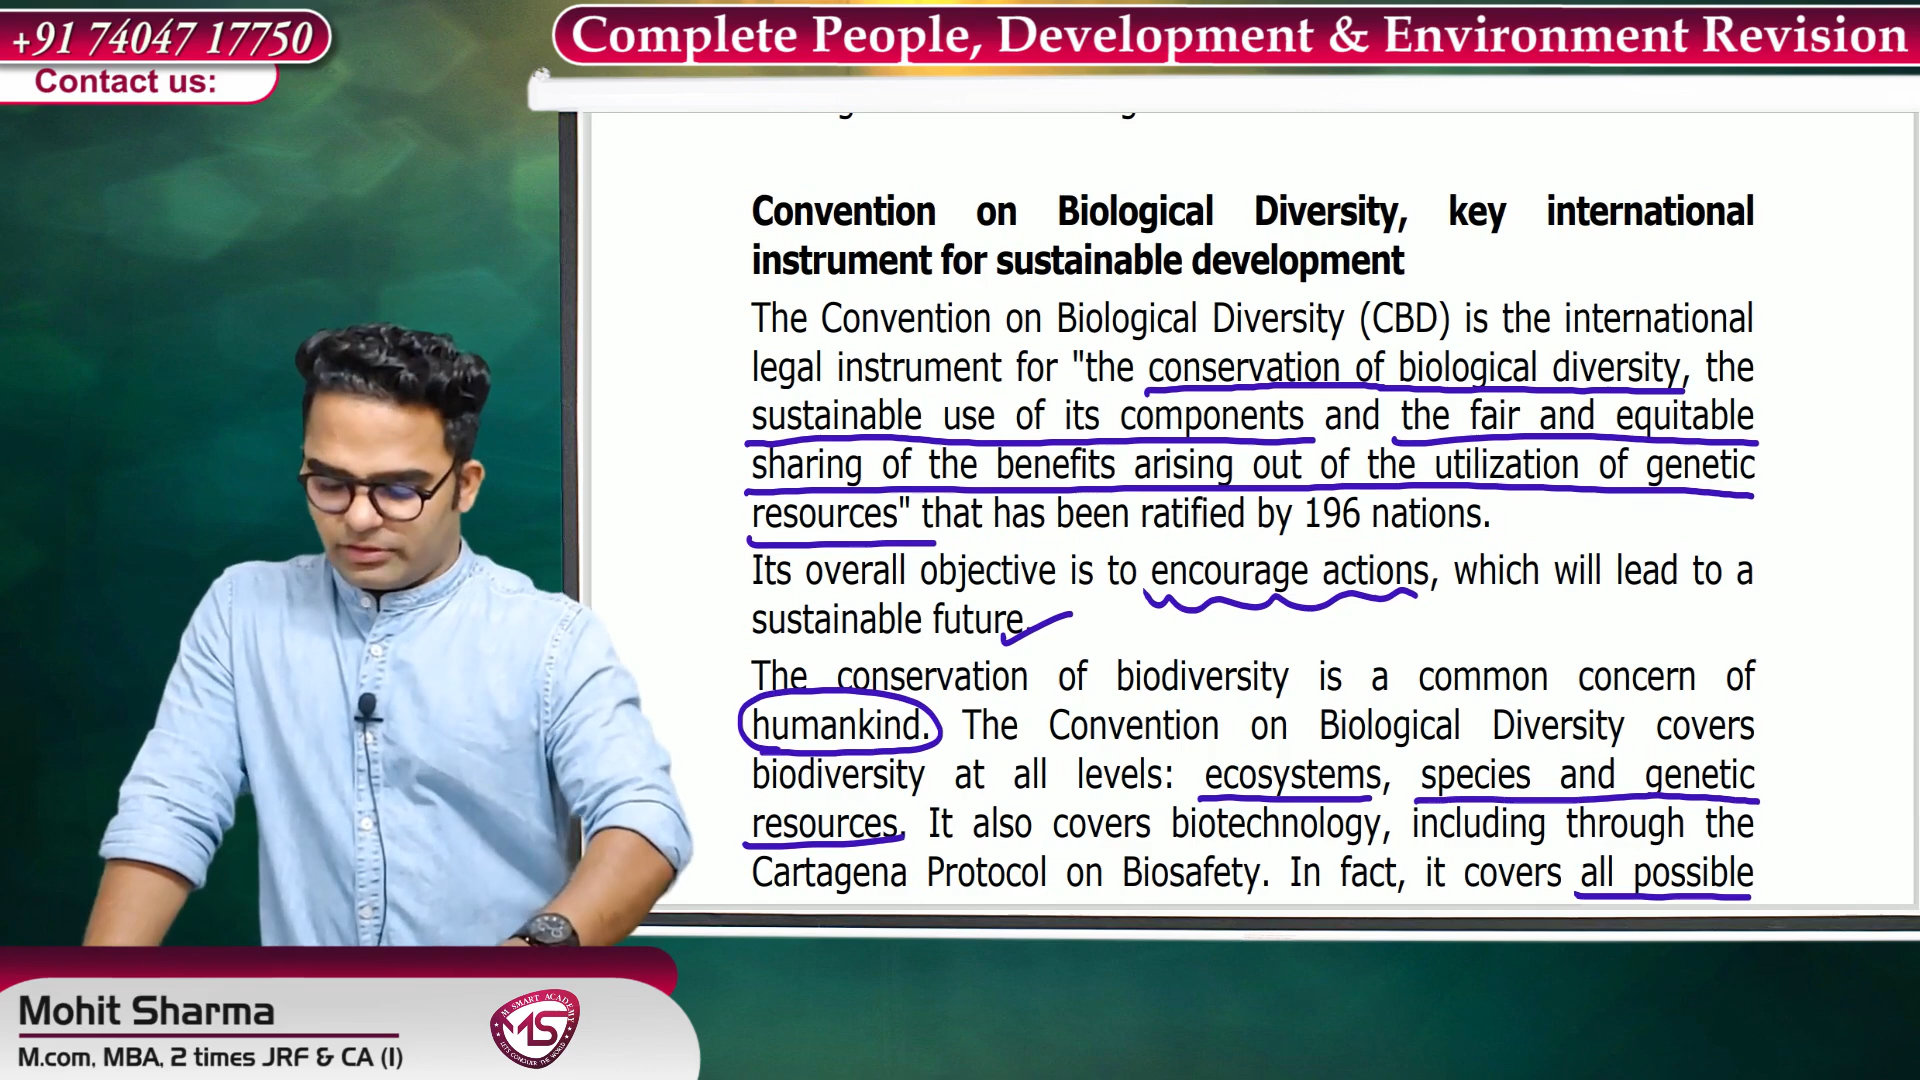 +91 74047 17750
Contact us:
Complete People, Development & Environment Revision
Convention on Biological Diversity, key international
instrument for sustainable development
The Convention on Biological Diversity (CBD) is the international
legal instrument for "the conservation of biological diversity, the
sustainable use of its components and the fair and equitable
sharing of the benefits arising out of the utilization of genetic
resources" that has been ratified by 196 nations.
Its overall objective is to encourage actions, which will lead to a
sustainable future.
The conservation of biodiversity is a common concern of
humankind. The Convention on Biological Diversity covers
biodiversity at all levels: ecosystems, species and genetic
resources. It also covers biotechnology, including through the
Cartagena Protocol on Biosafety. In fact, it covers all possible
Mohit Sharma
M.com, MBA, 2 times JRF & CA (I)
M SMART ACADEMY
MS
LETS CONQUER THE WORLD